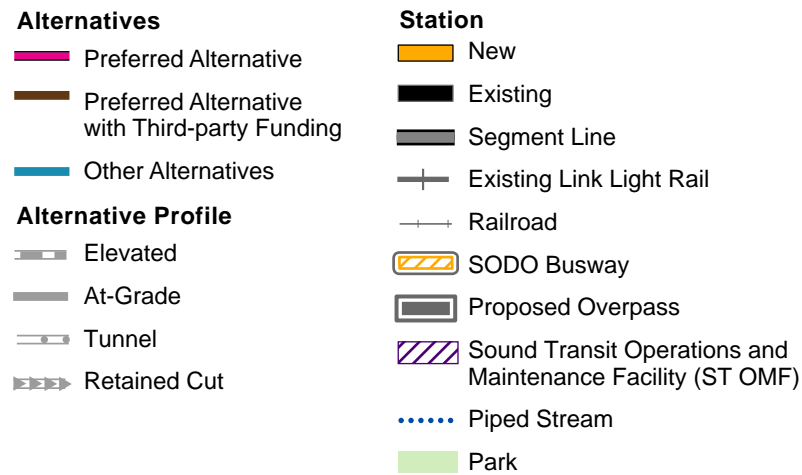 Alternatives
Preferred Alternative
Preferred Alternative
with Third-party Funding
Other Alternatives
Alternative Profile
Elevated
At-Grade
Tunnel
Retained Cut
Station
New
Existing
Segment Line
Existing Link Light Rail
Railroad
SODO Busway
Proposed Overpass
Sound Transit Operations and
Maintenance Facility (ST OMF)
Piped Stream
Park